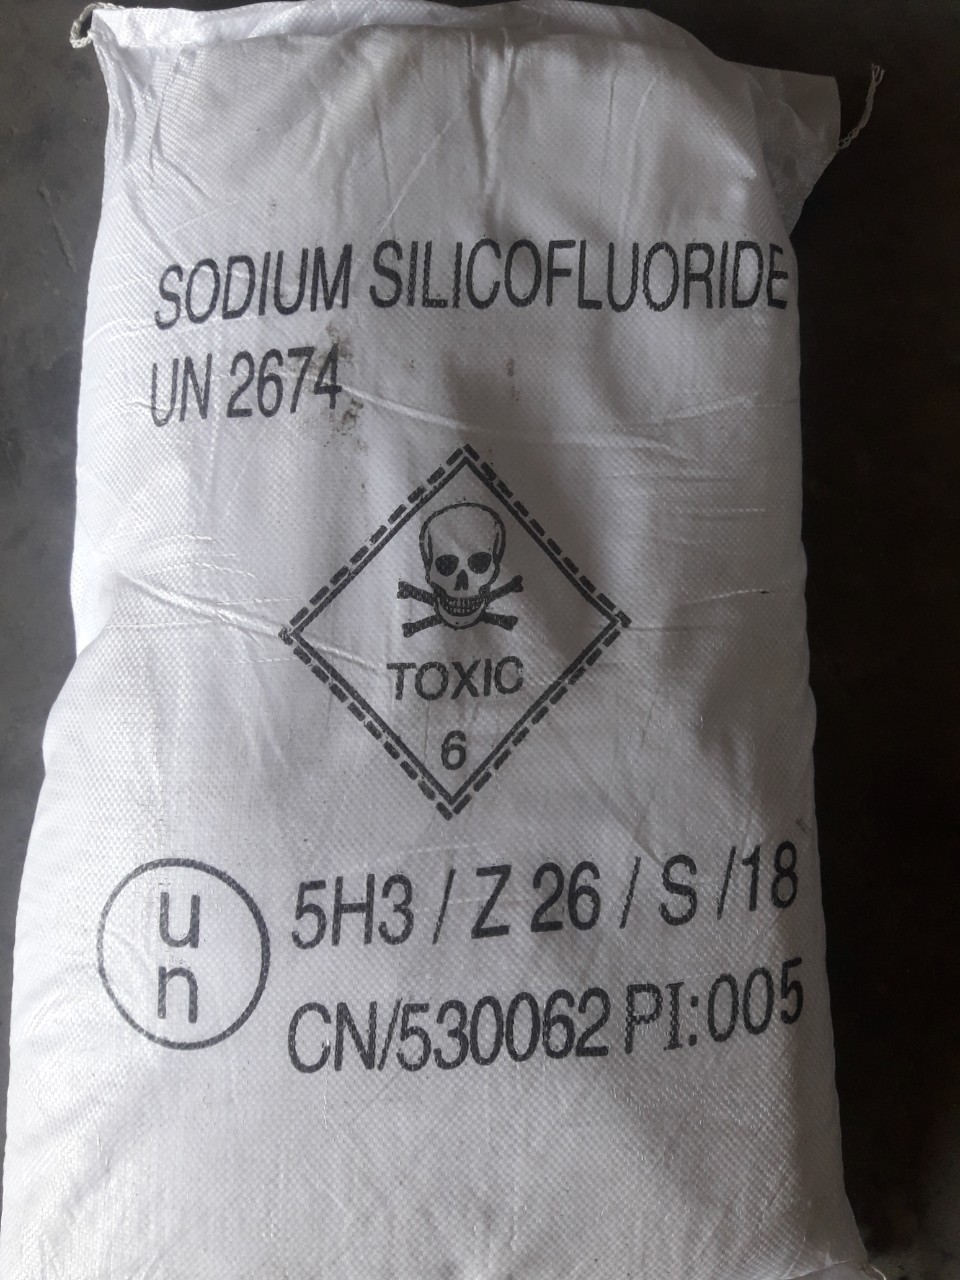 SODIUM SILICOFLUORIDE
UN 2674
TOXIC
6
u
n
5H3 / Z 26 / S /18
CN/530062 PI:005